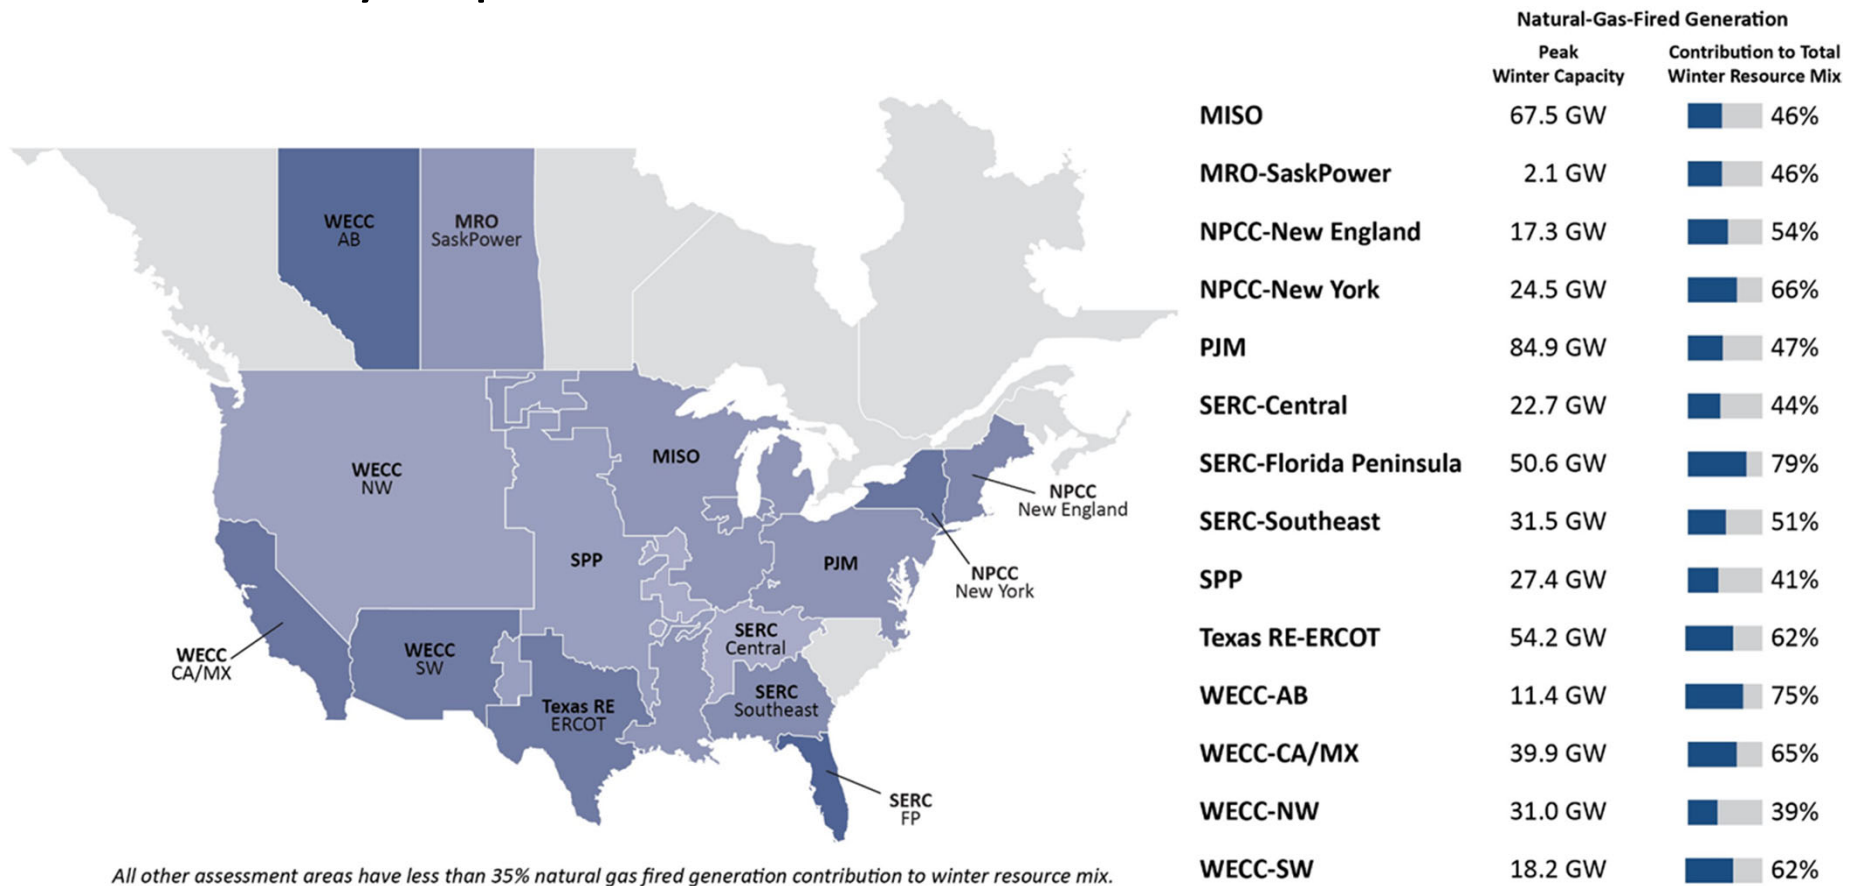 Natural-Gas-Fired Generation
Peak
Winter Capacity
Contribution to Total
Winter Resource Mix
MISO 67.5 GW 46%
MRO-SaskPower 2.1 GW 46%
NPCC-New England 17.3 GW 54%
NPCC-New York 24.5 GW 66%
PJM 84.9 GW 47%
SERC-Central 22.7 GW 44%
SERC-Florida Peninsula 50.6 GW 79%
SERC-Southeast 31.5 GW 51%
SPP 27.4 GW 41%
Texas RE-ERCOT 54.2 GW 62%
WECC-AB 11.4 GW 75%
WECC-CA/MX 39.9 GW 65%
WECC-NW 31.0 GW 39%
WECC-SW 18.2 GW 62%
WECC
AB
MRO
SaskPower
WECC
NW
MISO
NPCC
New England
SPP
PJM
NPCC
New York
WECC
CA/MX
WECC
SW
SERC
Central
SERC
Southeast
Texas RE
ERCOT
SERC
FP
All other assessment areas have less than 35% natural gas fired generation contribution to winter resource mix.